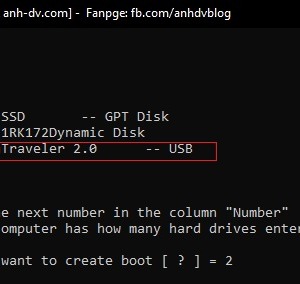 anh-dv.com] - Fanpge: fb.com/anhdvblog
SSD -- GPT Disk
1RK172Dynamic Disk
Traveler 2.0 -- USB
e next number in the column "Number"
omputer has how many hard drives enter
want to create boot [ ? ] = 2